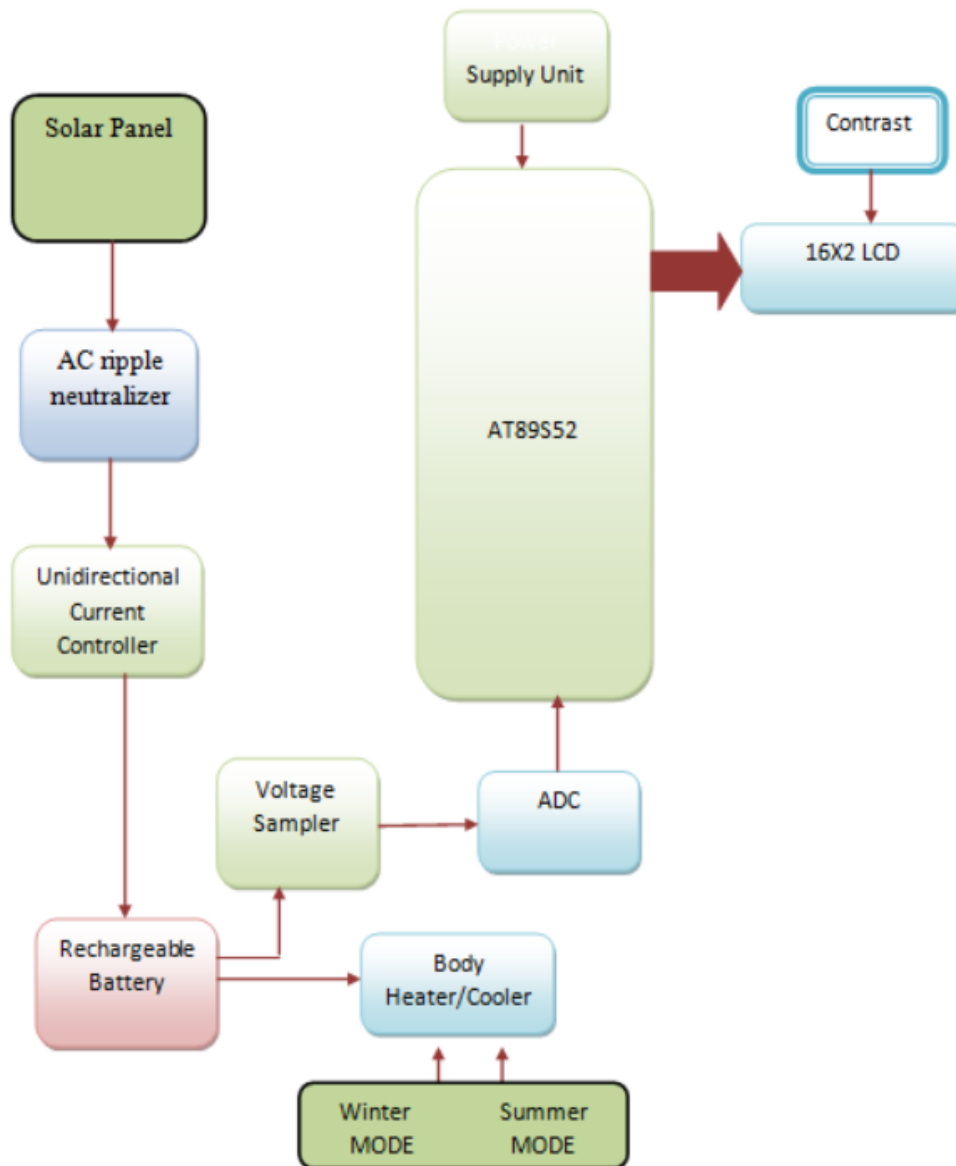 Power
Supply Unit
Solar Panel
Contrast
16X2 LCD
AC ripple
neutralizer
AT89S52
Unidirectional
Current
Controller
Voltage
Sampler
ADC
Rechargeable
Battery
Body
Heater/Cooler
Winter
MODE
Summer
MODE